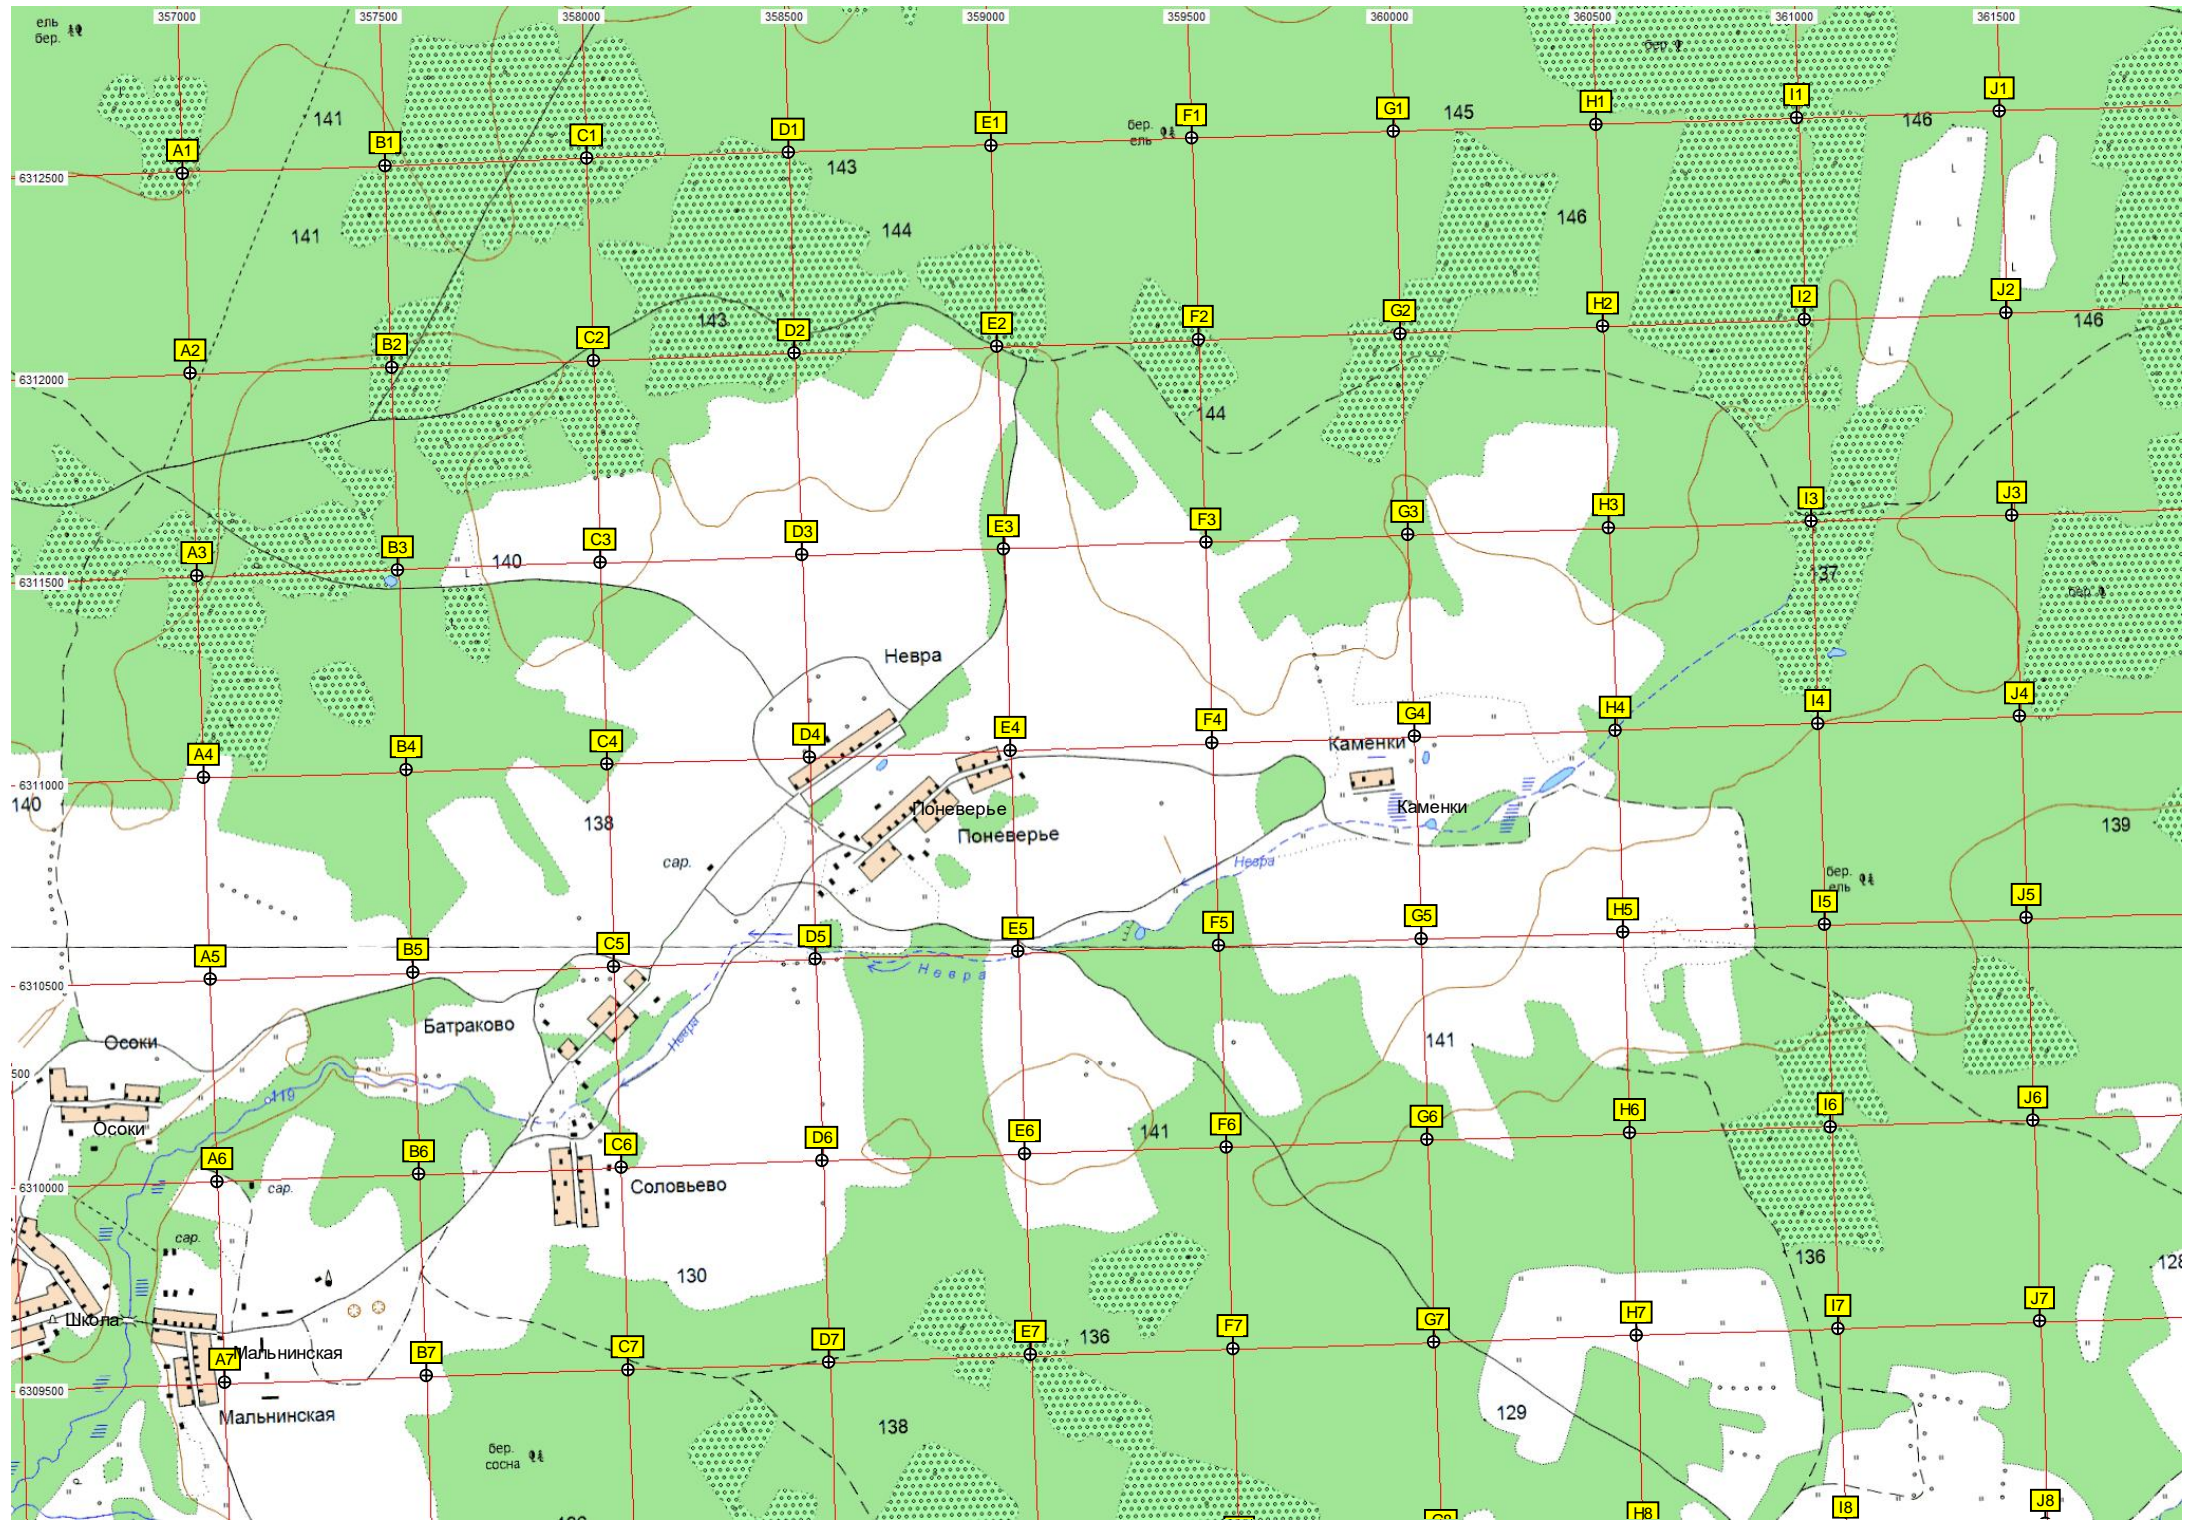 357000 357500 358000 358500 359000 359500 360000 360500 361000 361500
ель
бер.
бер.
141
145
146
A1 B1 C1 D1 E1 F1 G1 H1 I1 J1
бер.
ель
143
6312500
141
144
146
143
146
A2 B2 C2 D2 E2 F2 G2 H2 I2 J2
6312000
144
A3 B3 C3 D3 E3 F3 G3 H3 I3 J3
140
137
6311500
бер.
Невра
A4 B4 C4 D4 E4 F4 G4 H4 I4 J4
Каменки
6311000
140
138
Поневерье
Каменки
Поневерье
139
сар.
Невра
бер.
ель
A5 B5 C5 D5 E5 F5 G5 H5 I5 J5
Невра
6310500
Батраково
Невра
Осоки
141
500
119
Осоки
141
A6 B6 C6 D6 E6 F6 G6 H6 I6 J6
сар.
Соловьево
6310000
сар.
130
136
128
Школа
136
A7 B7 C7 D7 E7 F7 G7 H7 I7 J7
Мальнинская
6309500
Мальнинская
138
129
бер.
сосна
G8 H8 I8 J8